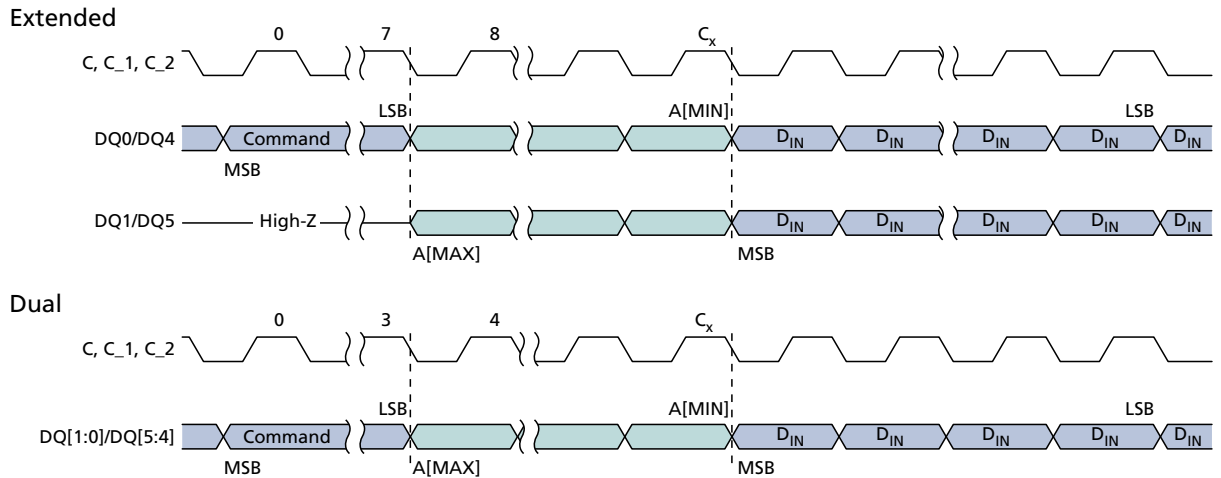 Extended
0 7 8 Cx
C, C_1, C_2
LSB A[MIN] LSB
DQ0/DQ4 Command DIN DIN DIN DIN DIN
MSB
DQ1/DQ5 High-Z DIN DIN DIN DIN DIN
A[MAX] MSB
Dual
0 3 4 Cx
C, C_1, C_2
LSB A[MIN] LSB
DQ[1:0]/DQ[5:4] Command DIN DIN DIN DIN DIN
MSB A[MAX] MSB